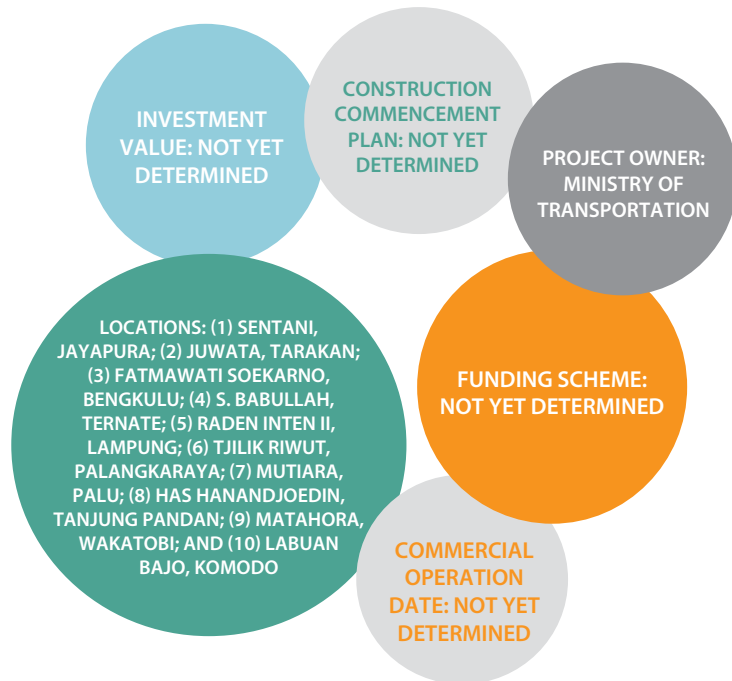 INVESTMENT
VALUE: NOT YET
DETERMINED
CONSTRUCTION
COMMENCEMENT
PLAN: NOT YET
DETERMINED
PROJECT OWNER:
MINISTRY OF
TRANSPORTATION
LOCATIONS: (1) SENTANI,
JAYAPURA; (2) JUWATA, TARAKAN;
(3) FATMAWATI SOEKARNO,
BENGKULU; (4) S. BABULLAH,
TERNATE; (5) RADEN INTEN II,
LAMPUNG; (6) TJILIK RIWUT,
PALANGKARAYA; (7) MUTIARA,
PALU; (8) HAS HANANDJOEDIN,
TANJUNG PANDAN; (9) MATAHORA,
WAKATOBI; AND (10) LABUAN
BAJO, KOMODO
FUNDING SCHEME:
NOT YET DETERMINED
COMMERCIAL
OPERATION
DATE: NOT YET
DETERMINED